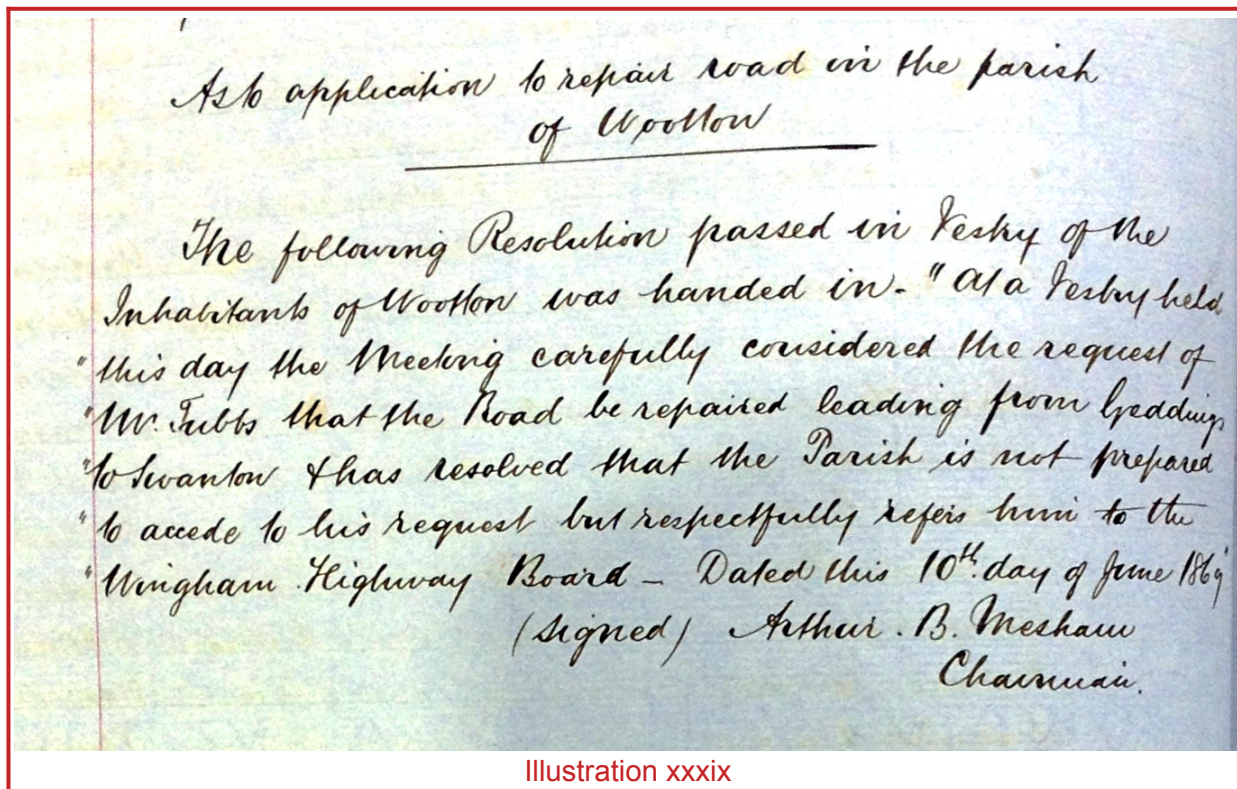 As to application to repair road in the parish
of Wootton
The following Resolution passed in Vestry of the
Inhabitants of Wootton was handed in - "At a Vestry held
"this day the Meeting carefully considered the request of
"Mr. Tubbs that the Road be repaired leading from Geddings
"to Swanton & has resolved that the Parish is not prepared
"to accede to his request but respectfully refers him to the
"Wingham Highway Board - Dated this 10th. day of June 1869"
(signed) Arthur. B. Mesham
Chairman.
Illustration xxxix